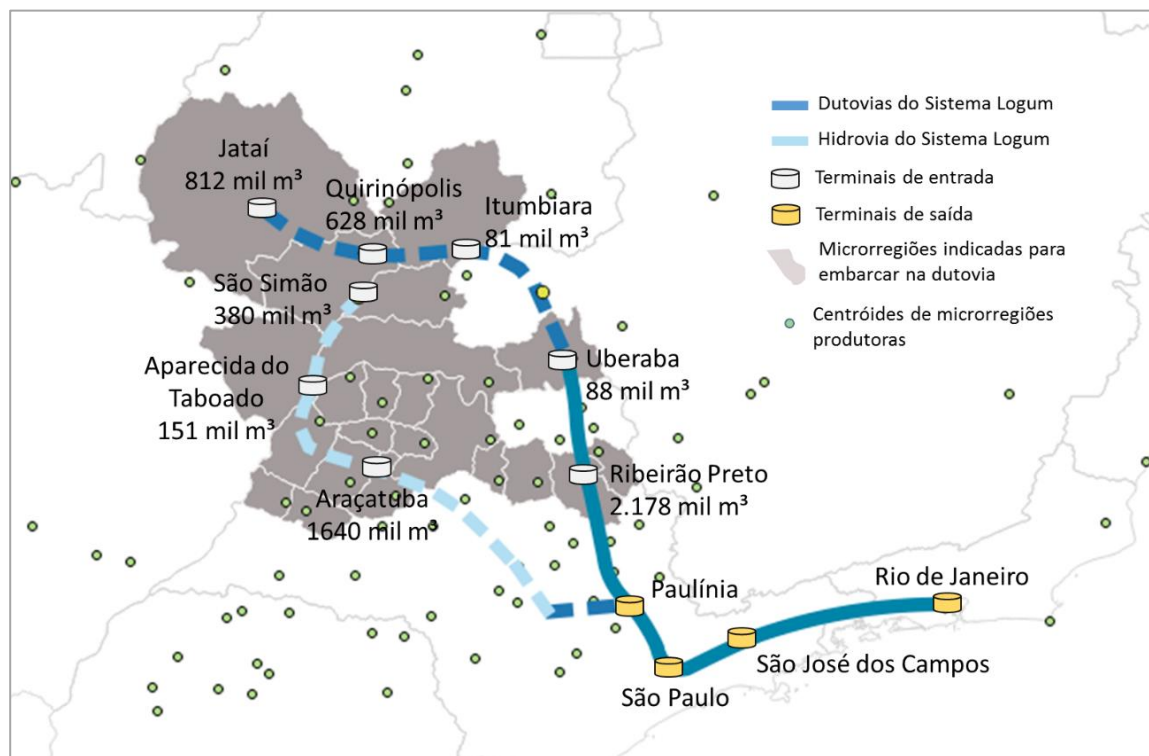 Jataí
812 mil m³
Quirinópolis
628 mil m³
Itumbiara
81 mil m³
São Simão
380 mil m³
Aparecida do
Taboado
151 mil m³
Uberaba
88 mil m³
Araçatuba
1640 mil m³
Ribeirão Preto
2.178 mil m³
Paulínia
São Paulo
São José dos Campos
Rio de Janeiro
Dutovias do Sistema Logum
Hidrovia do Sistema Logum
Terminais de entrada
Terminais de saída
Microrregiões indicadas para
embarcar na dutovia
Centróides de microrregiões
produtoras